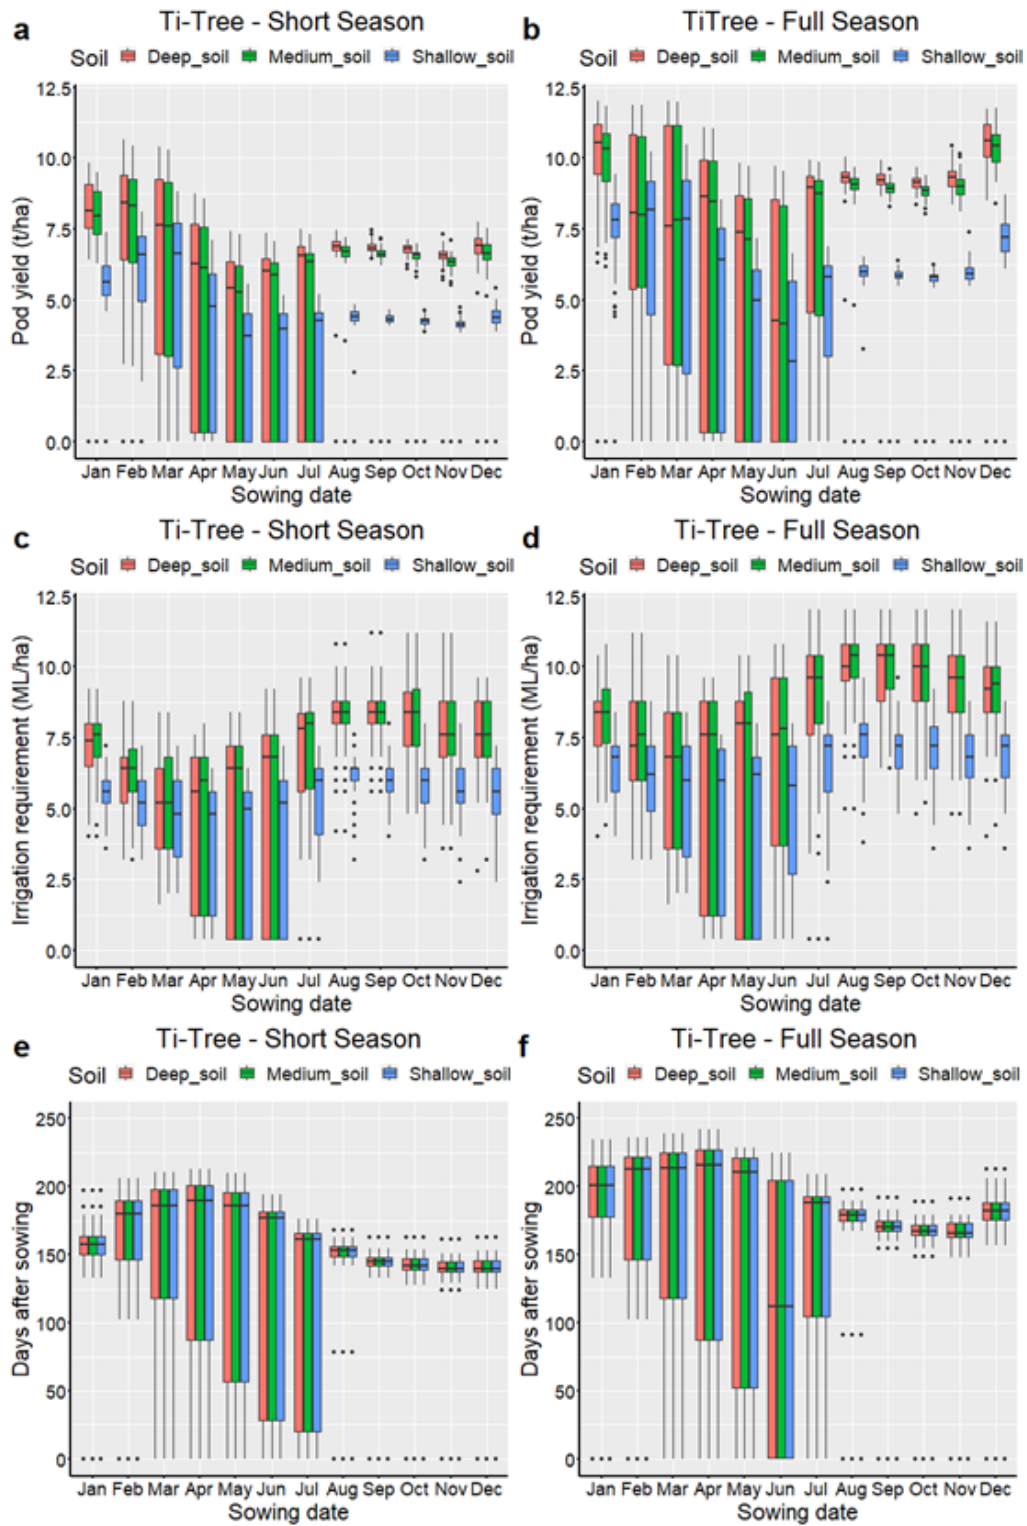 a Ti-Tree - Short Season
Soil Deep_soil Medium_soil Shallow_soil
Pod yield (t/ha)
12.5
10.0
7.5
5.0
2.5
0.0
Jan Feb Mar Apr May Jun Jul Aug Sep Oct Nov Dec
Sowing date
b TiTree - Full Season
Soil Deep_soil Medium_soil Shallow_soil
Pod yield (t/ha)
12.5
10.0
7.5
5.0
2.5
0.0
Jan Feb Mar Apr May Jun Jul Aug Sep Oct Nov Dec
Sowing date
c Ti-Tree - Short Season
Soil Deep_soil Medium_soil Shallow_soil
Irrigation requirement (ML/ha)
12.5
10.0
7.5
5.0
2.5
0.0
Jan Feb Mar Apr May Jun Jul Aug Sep Oct Nov Dec
Sowing date
d Ti-Tree - Full Season
Soil Deep_soil Medium_soil Shallow_soil
Irrigation requirement (ML/ha)
12.5
10.0
7.5
5.0
2.5
0.0
Jan Feb Mar Apr May Jun Jul Aug Sep Oct Nov Dec
Sowing date
e Ti-Tree - Short Season
Soil Deep_soil Medium_soil Shallow_soil
Days after sowing
250
200
150
100
50
0
Jan Feb Mar Apr May Jun Jul Aug Sep Oct Nov Dec
Sowing date
f Ti-Tree - Full Season
Soil Deep_soil Medium_soil Shallow_soil
Days after sowing
250
200
150
100
50
0
Jan Feb Mar Apr May Jun Jul Aug Sep Oct Nov Dec
Sowing date